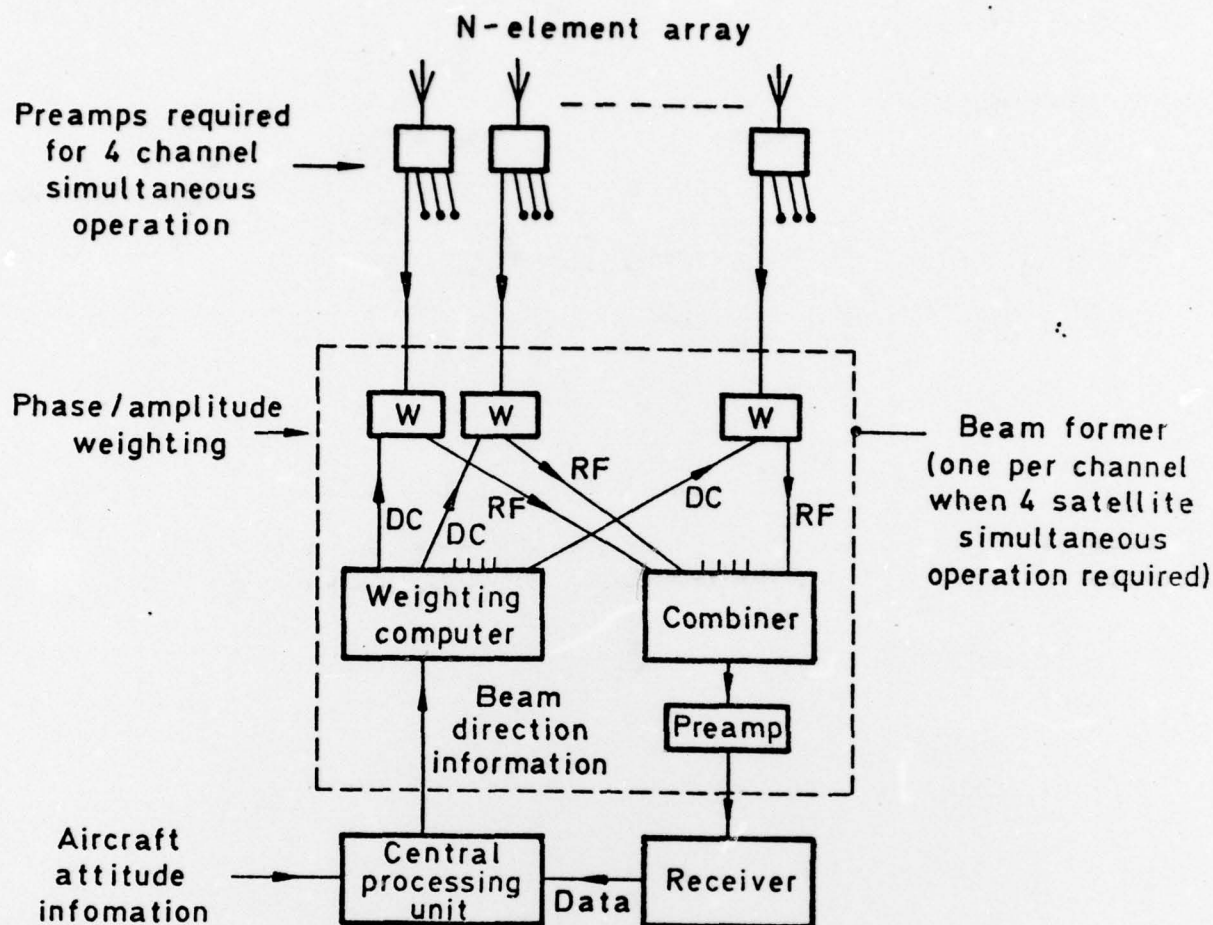 N-element array
Preamps required
for 4 channel
simultaneous
operation
Phase/amplitude
weighting
W
W
W
Beam former
(one per channel
when 4 satellite
simultaneous
operation required)
DC
DC
RF
RF
DC
RF
Weighting
computer
Combiner
Beam
direction
information
Preamp
Aircraft
attitude
infomation
Central
processing
unit
Data
Receiver